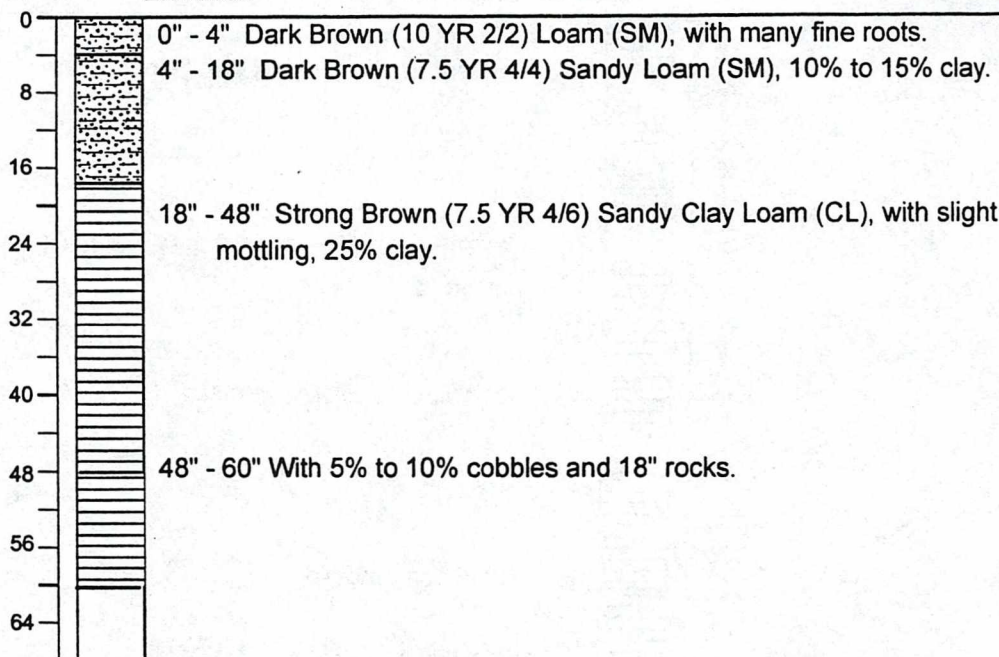 0
0" - 4" Dark Brown (10 YR 2/2) Loam (SM), with many fine roots.
4" - 18" Dark Brown (7.5 YR 4/4) Sandy Loam (SM), 10% to 15% clay.
8
16
18" - 48" Strong Brown (7.5 YR 4/6) Sandy Clay Loam (CL), with slight
24
mottling, 25% clay.
32
40
48
48" - 60" With 5% to 10% cobbles and 18" rocks.
56
64